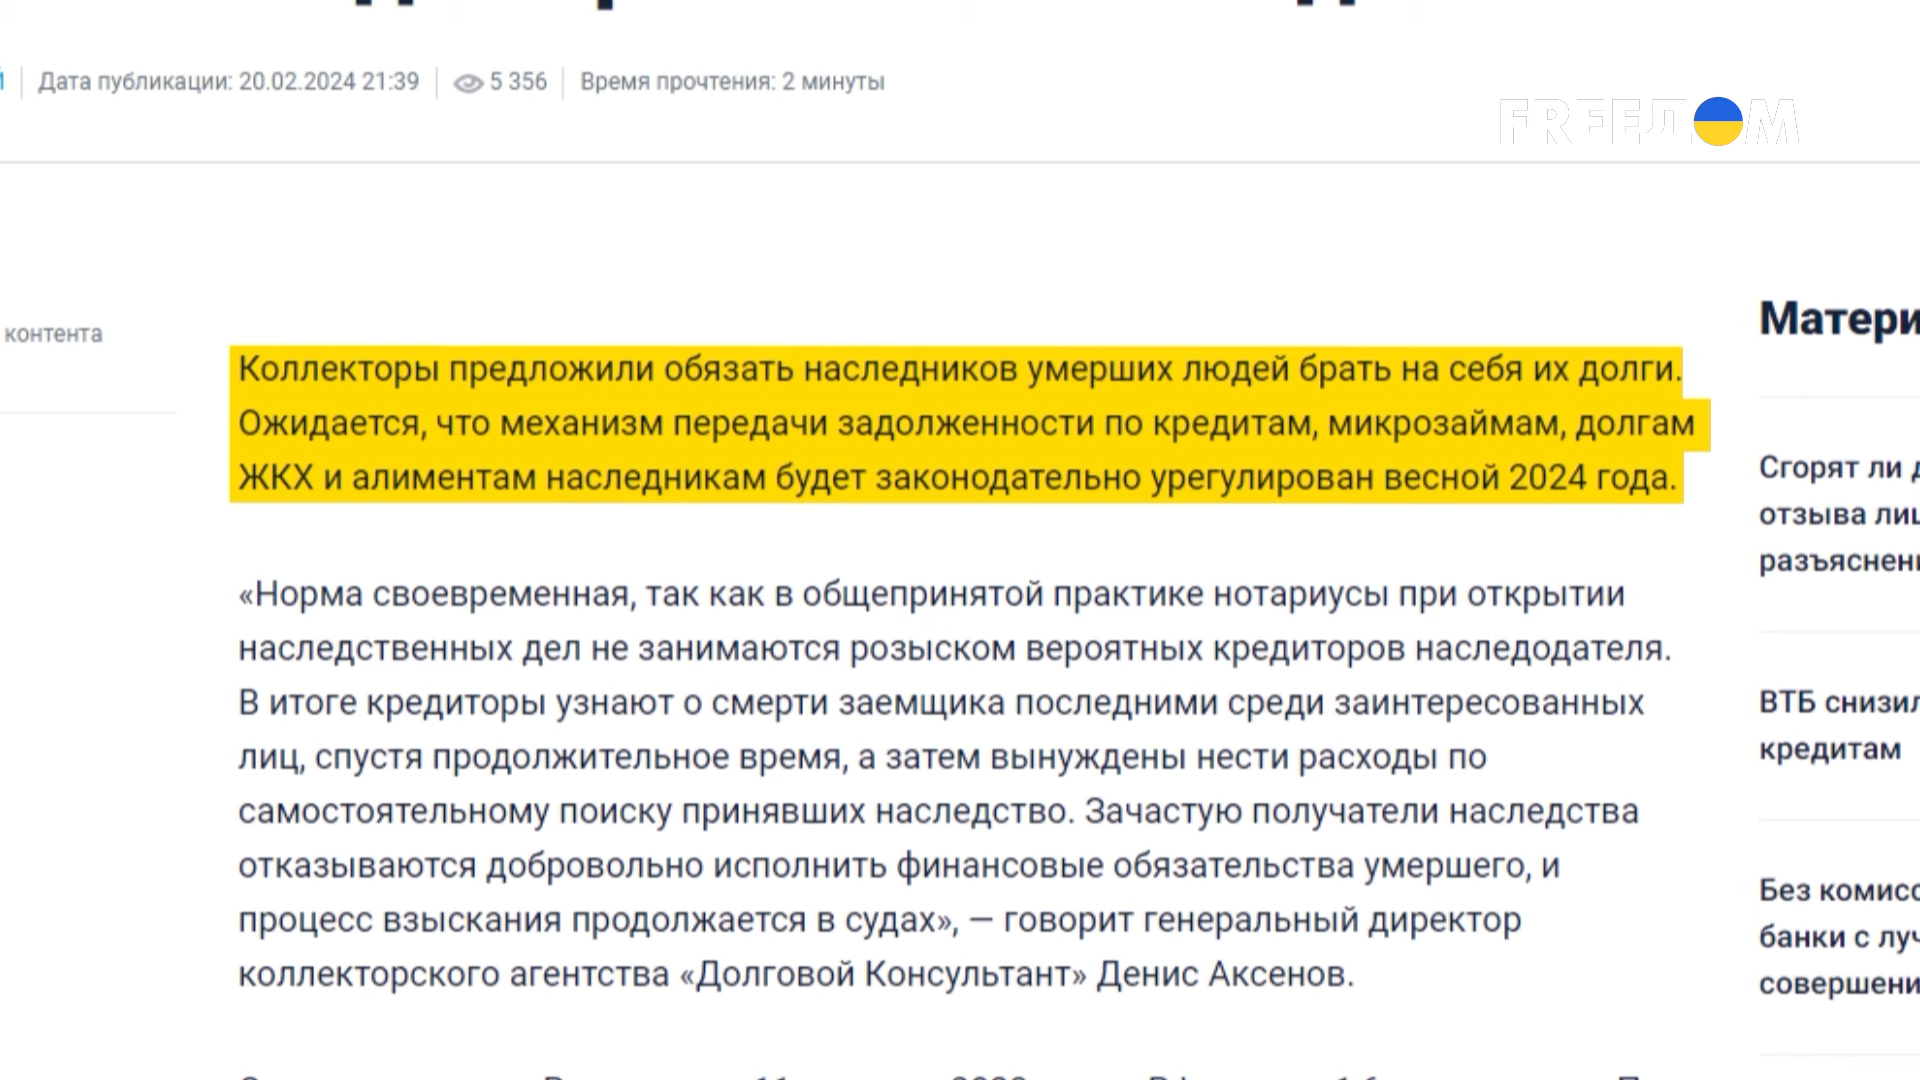 Дата публикации: 20.02.2024 21:39
5 356
Время прочтения: 2 минуты
FREEДOM
контента
Коллекторы предложили обязать наследников умерших людей брать на себя их долги.
Ожидается, что механизм передачи задолженности по кредитам, микрозаймам, долгам
ЖКХ и алиментам наследникам будет законодательно урегулирован весной 2024 года.
«Норма своевременная, так как в общепринятой практике нотариусы при открытии
наследственных дел не занимаются розыском вероятных кредиторов наследодателя.
В итоге кредиторы узнают о смерти заемщика последними среди заинтересованных
лиц, спустя продолжительное время, а затем вынуждены нести расходы по
самостоятельному поиску принявших наследство. Зачастую получатели наследства
отказываются добровольно исполнить финансовые обязательства умершего, и
процесс взыскания продолжается в судах», — говорит генеральный директор
коллекторского агентства «Долговой Консультант» Денис Аксенов.
Матери
Сгорят ли
отзыва лиц
разъяснен
ВТБ снизил
кредитам
Без комисс
банки с луч
совершени